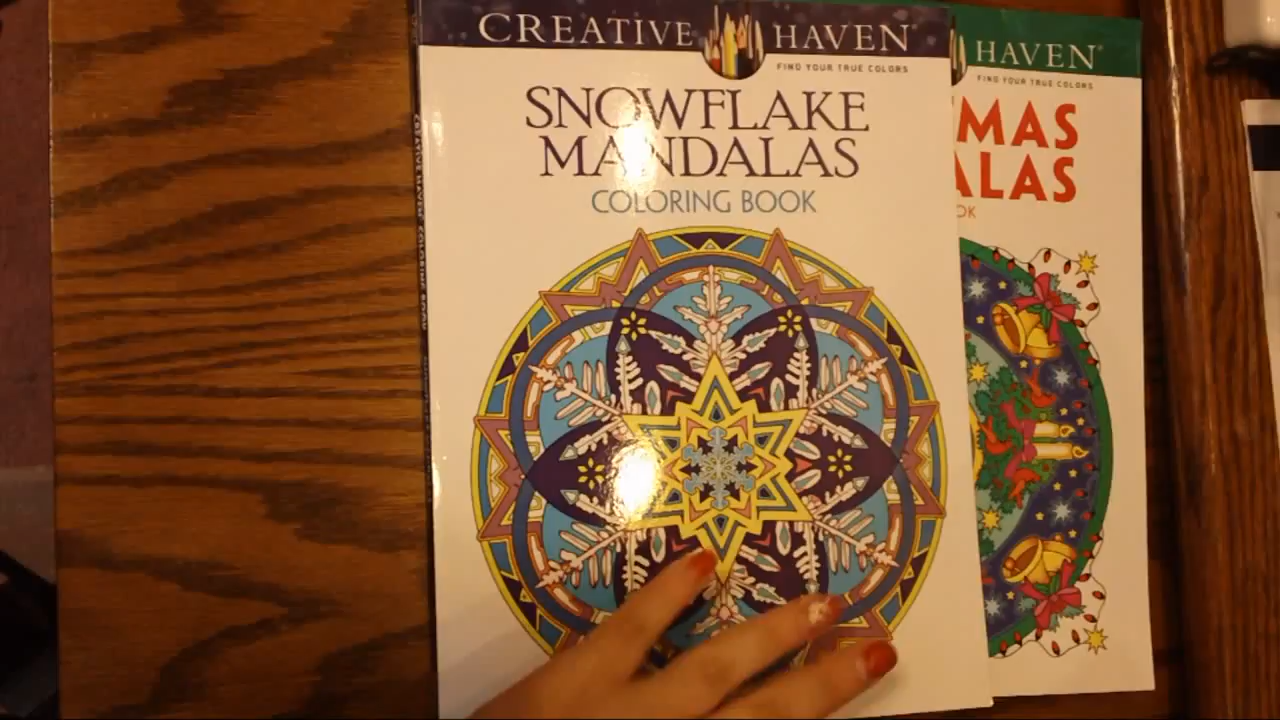 CREATIVE HAVEN®
FIND YOUR TRUE COLORS
SNOWFLAKE
MANDALAS
COLORING BOOK
HAVEN®
FIND YOUR TRUE COLORS
MAS
ALAS
OK